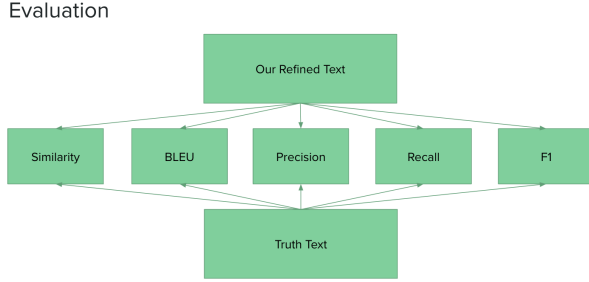 Evaluation
Our Refined Text
Similarity
BLEU
Precision
Recall
F1
Truth Text